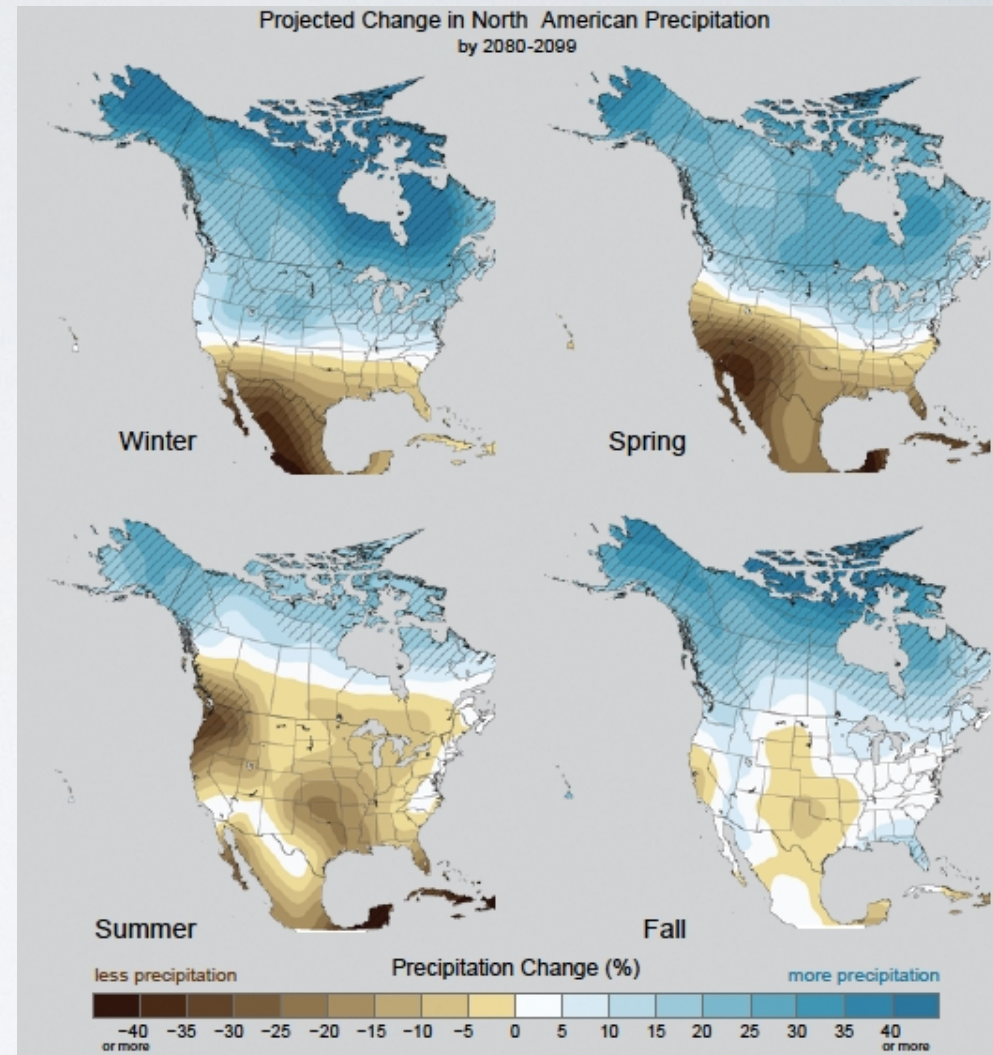 Projected Change in North American Precipitation
by 2080-2099
Winter
Spring
Summer
Fall
less precipitation
Precipitation Change (%)
more precipitation
−40 −35 −30 −25 −20 −15 −10 −5 0 5 10 15 20 25 30 35 40
or more
or more